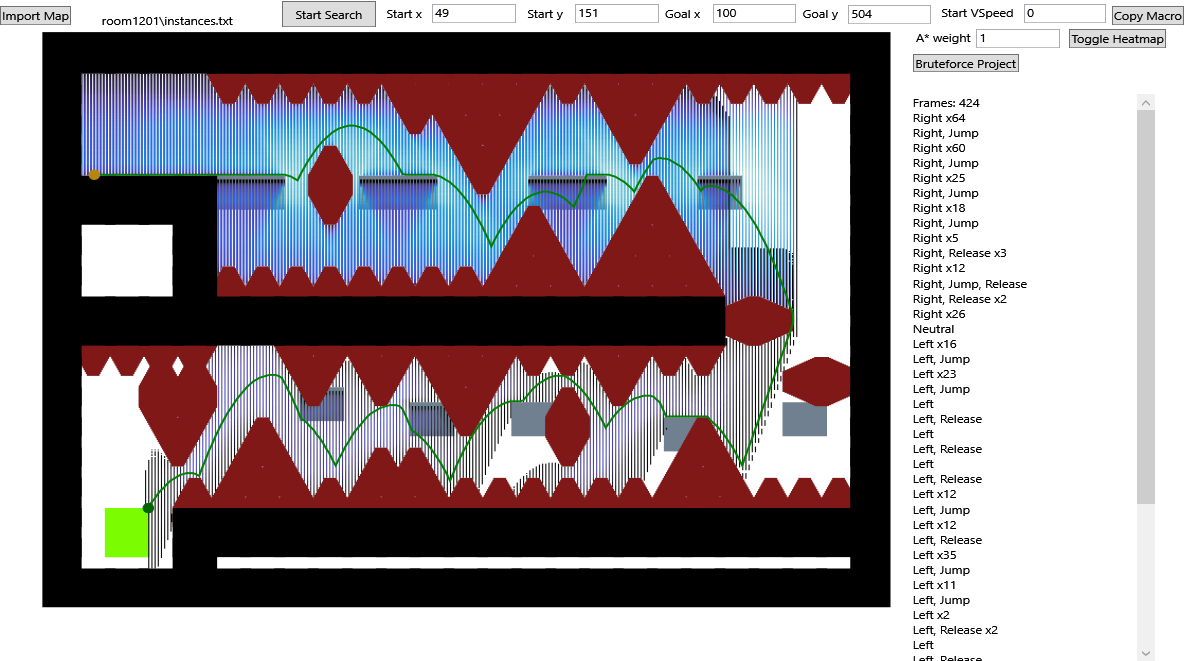 Import Map
room1201\instances.txt
Start Search
Start x 49
Start y 151
Goal x 100
Goal y 504
Start VSpeed 0
Copy Macro
A* weight 1
Toggle Heatmap
Bruteforce Project
Frames: 424
Right x64
Right, Jump
Right x60
Right, Jump
Right x25
Right, Jump
Right x18
Right, Jump
Right x5
Right, Release x3
Right x12
Right, Jump, Release
Right, Release x2
Right x26
Neutral
Left x16
Left, Jump
Left x23
Left, Jump
Left
Left, Release
Left
Left, Release
Left
Left, Release
Left x12
Left, Jump
Left x12
Left, Release
Left x35
Left, Jump
Left x11
Left, Jump
Left x2
Left, Release x2
Left
Left, Release